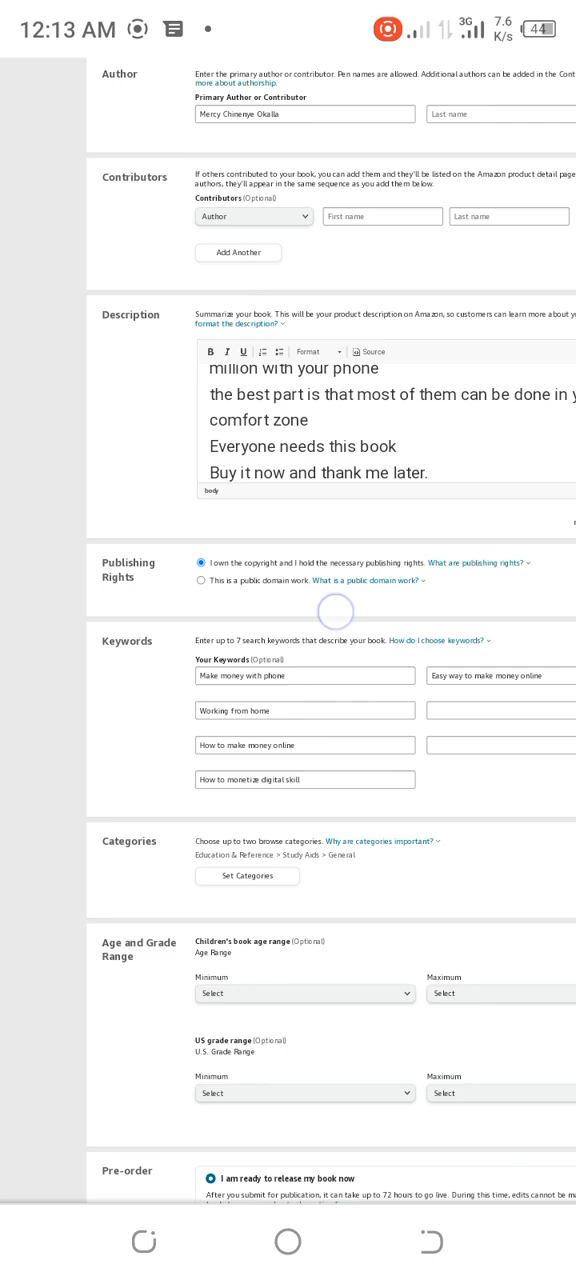 12:13 AM
3G 7.6 K/s 44
Author
Enter the primary author or contributor. Pen names are allowed. Additional authors can be added in the Cont
more about authorship.
Primary Author or Contributor
Mercy Chinenye Okalla
Last name
Contributors
If others contributed to your book, you can add them and they'll be listed on the Amazon product detail page
authors, they'll appear in the same sequence as you add them below.
Contributors (Optional)
Author First name Last name
Add Another
Description
Summarize your book. This will be your product description on Amazon, so customers can learn more about y
format the description?
B I U Format Source
million with your phone
the best part is that most of them can be done in y
comfort zone
Everyone needs this book
Buy it now and thank me later.
body
Publishing Rights
I own the copyright and I hold the necessary publishing rights. What are publishing rights?
This is a public domain work. What is a public domain work?
Keywords
Enter up to 7 search keywords that describe your book. How do I choose keywords?
Your Keywords (Optional)
Make money with phone Easy way to make money online
Working from home
How to make money online
How to monetize digital skill
Categories
Choose up to two browse categories. Why are categories important?
Education & Reference > Study Aids > General
Set Categories
Age and Grade Range
Children's book age range (Optional)
Age Range
Minimum Maximum
Select Select
US grade range (Optional)
U.S. Grade Range
Minimum Maximum
Select Select
Pre-order
I am ready to release my book now
After you submit for publication, it can take up to 72 hours to go live. During this time, edits cannot be ma